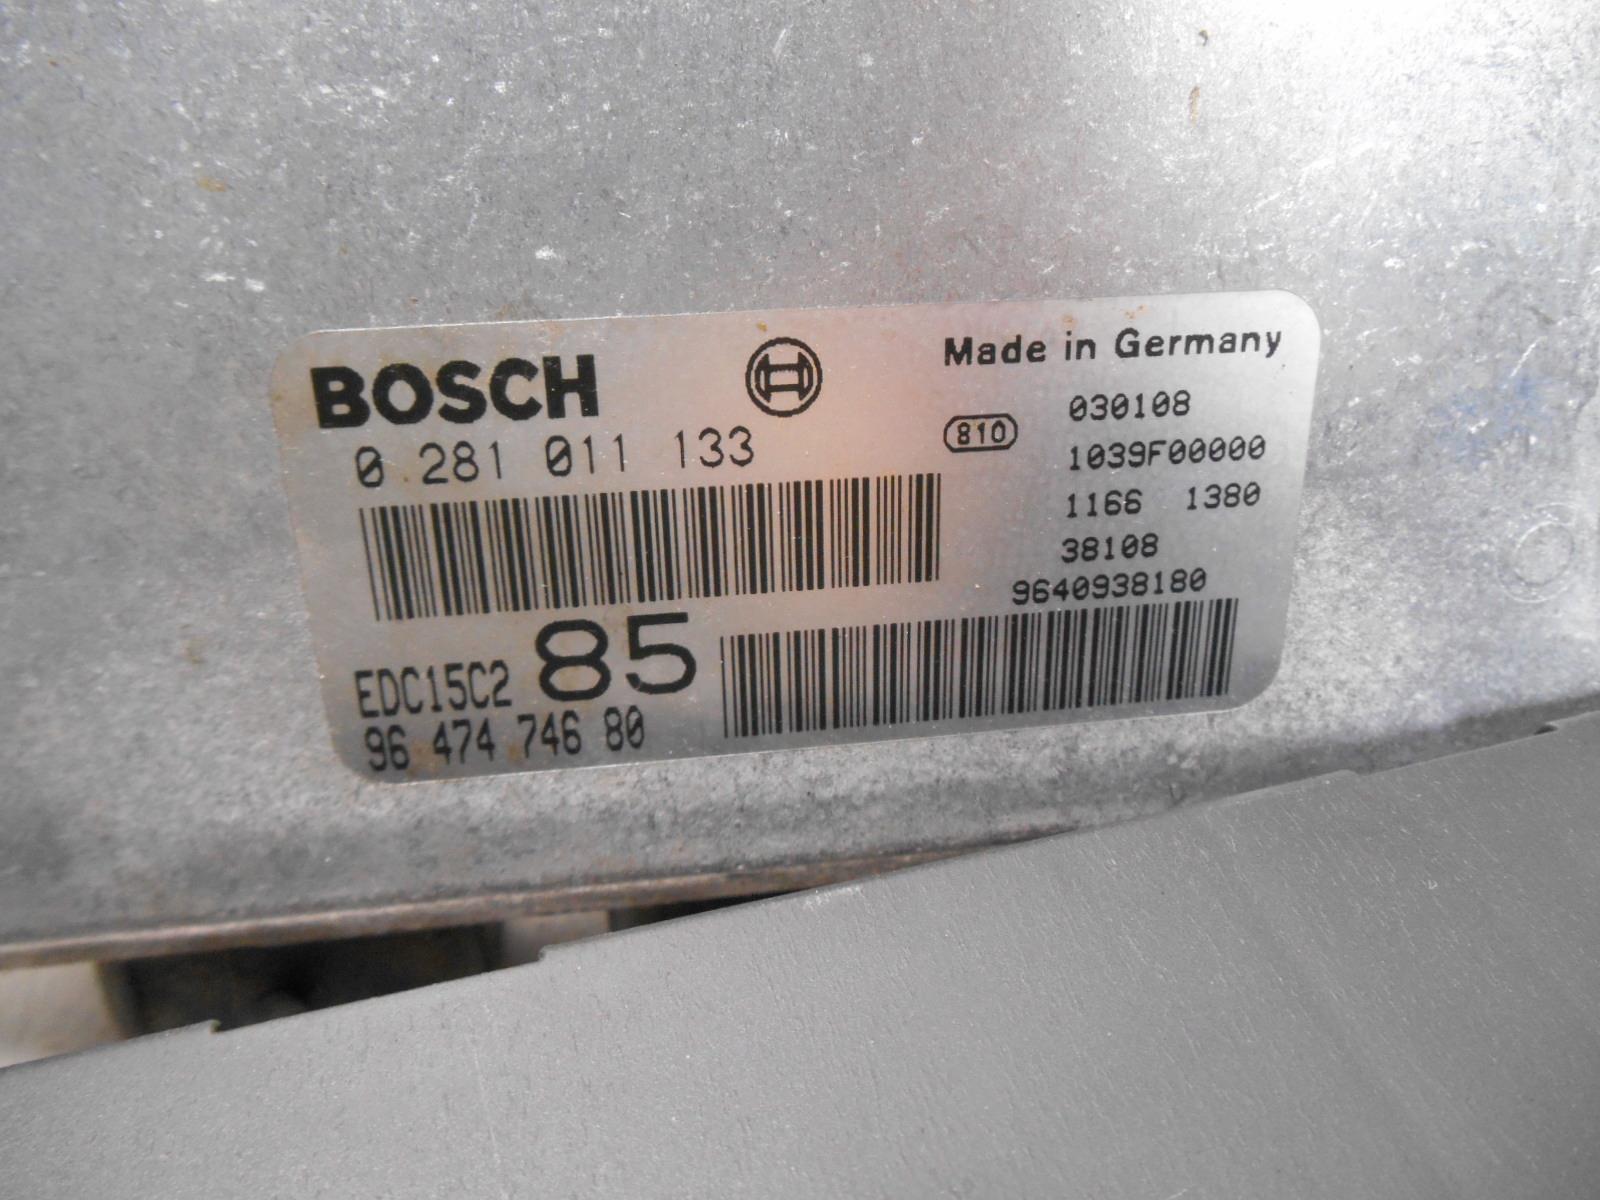 BOSCH
0 281 011 133
EDC15C2 85
96 474 746 80
Made in Germany
810
030108
1039F00000
1166 1380
38108
9640938180